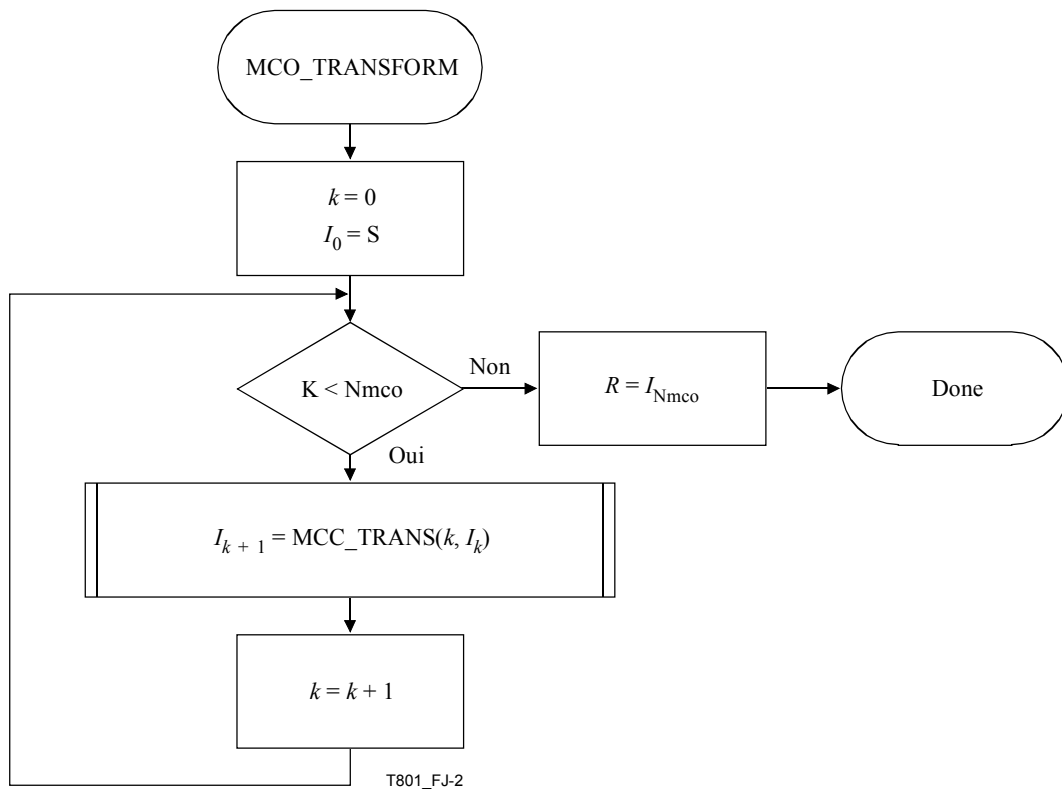 MCO_TRANSFORM
k = 0
I0 = S
K < Nmco
Non
R = INmco
Done
Oui
Ik + 1 = MCC_TRANS(k, Ik)
k = k + 1
T801_FJ-2